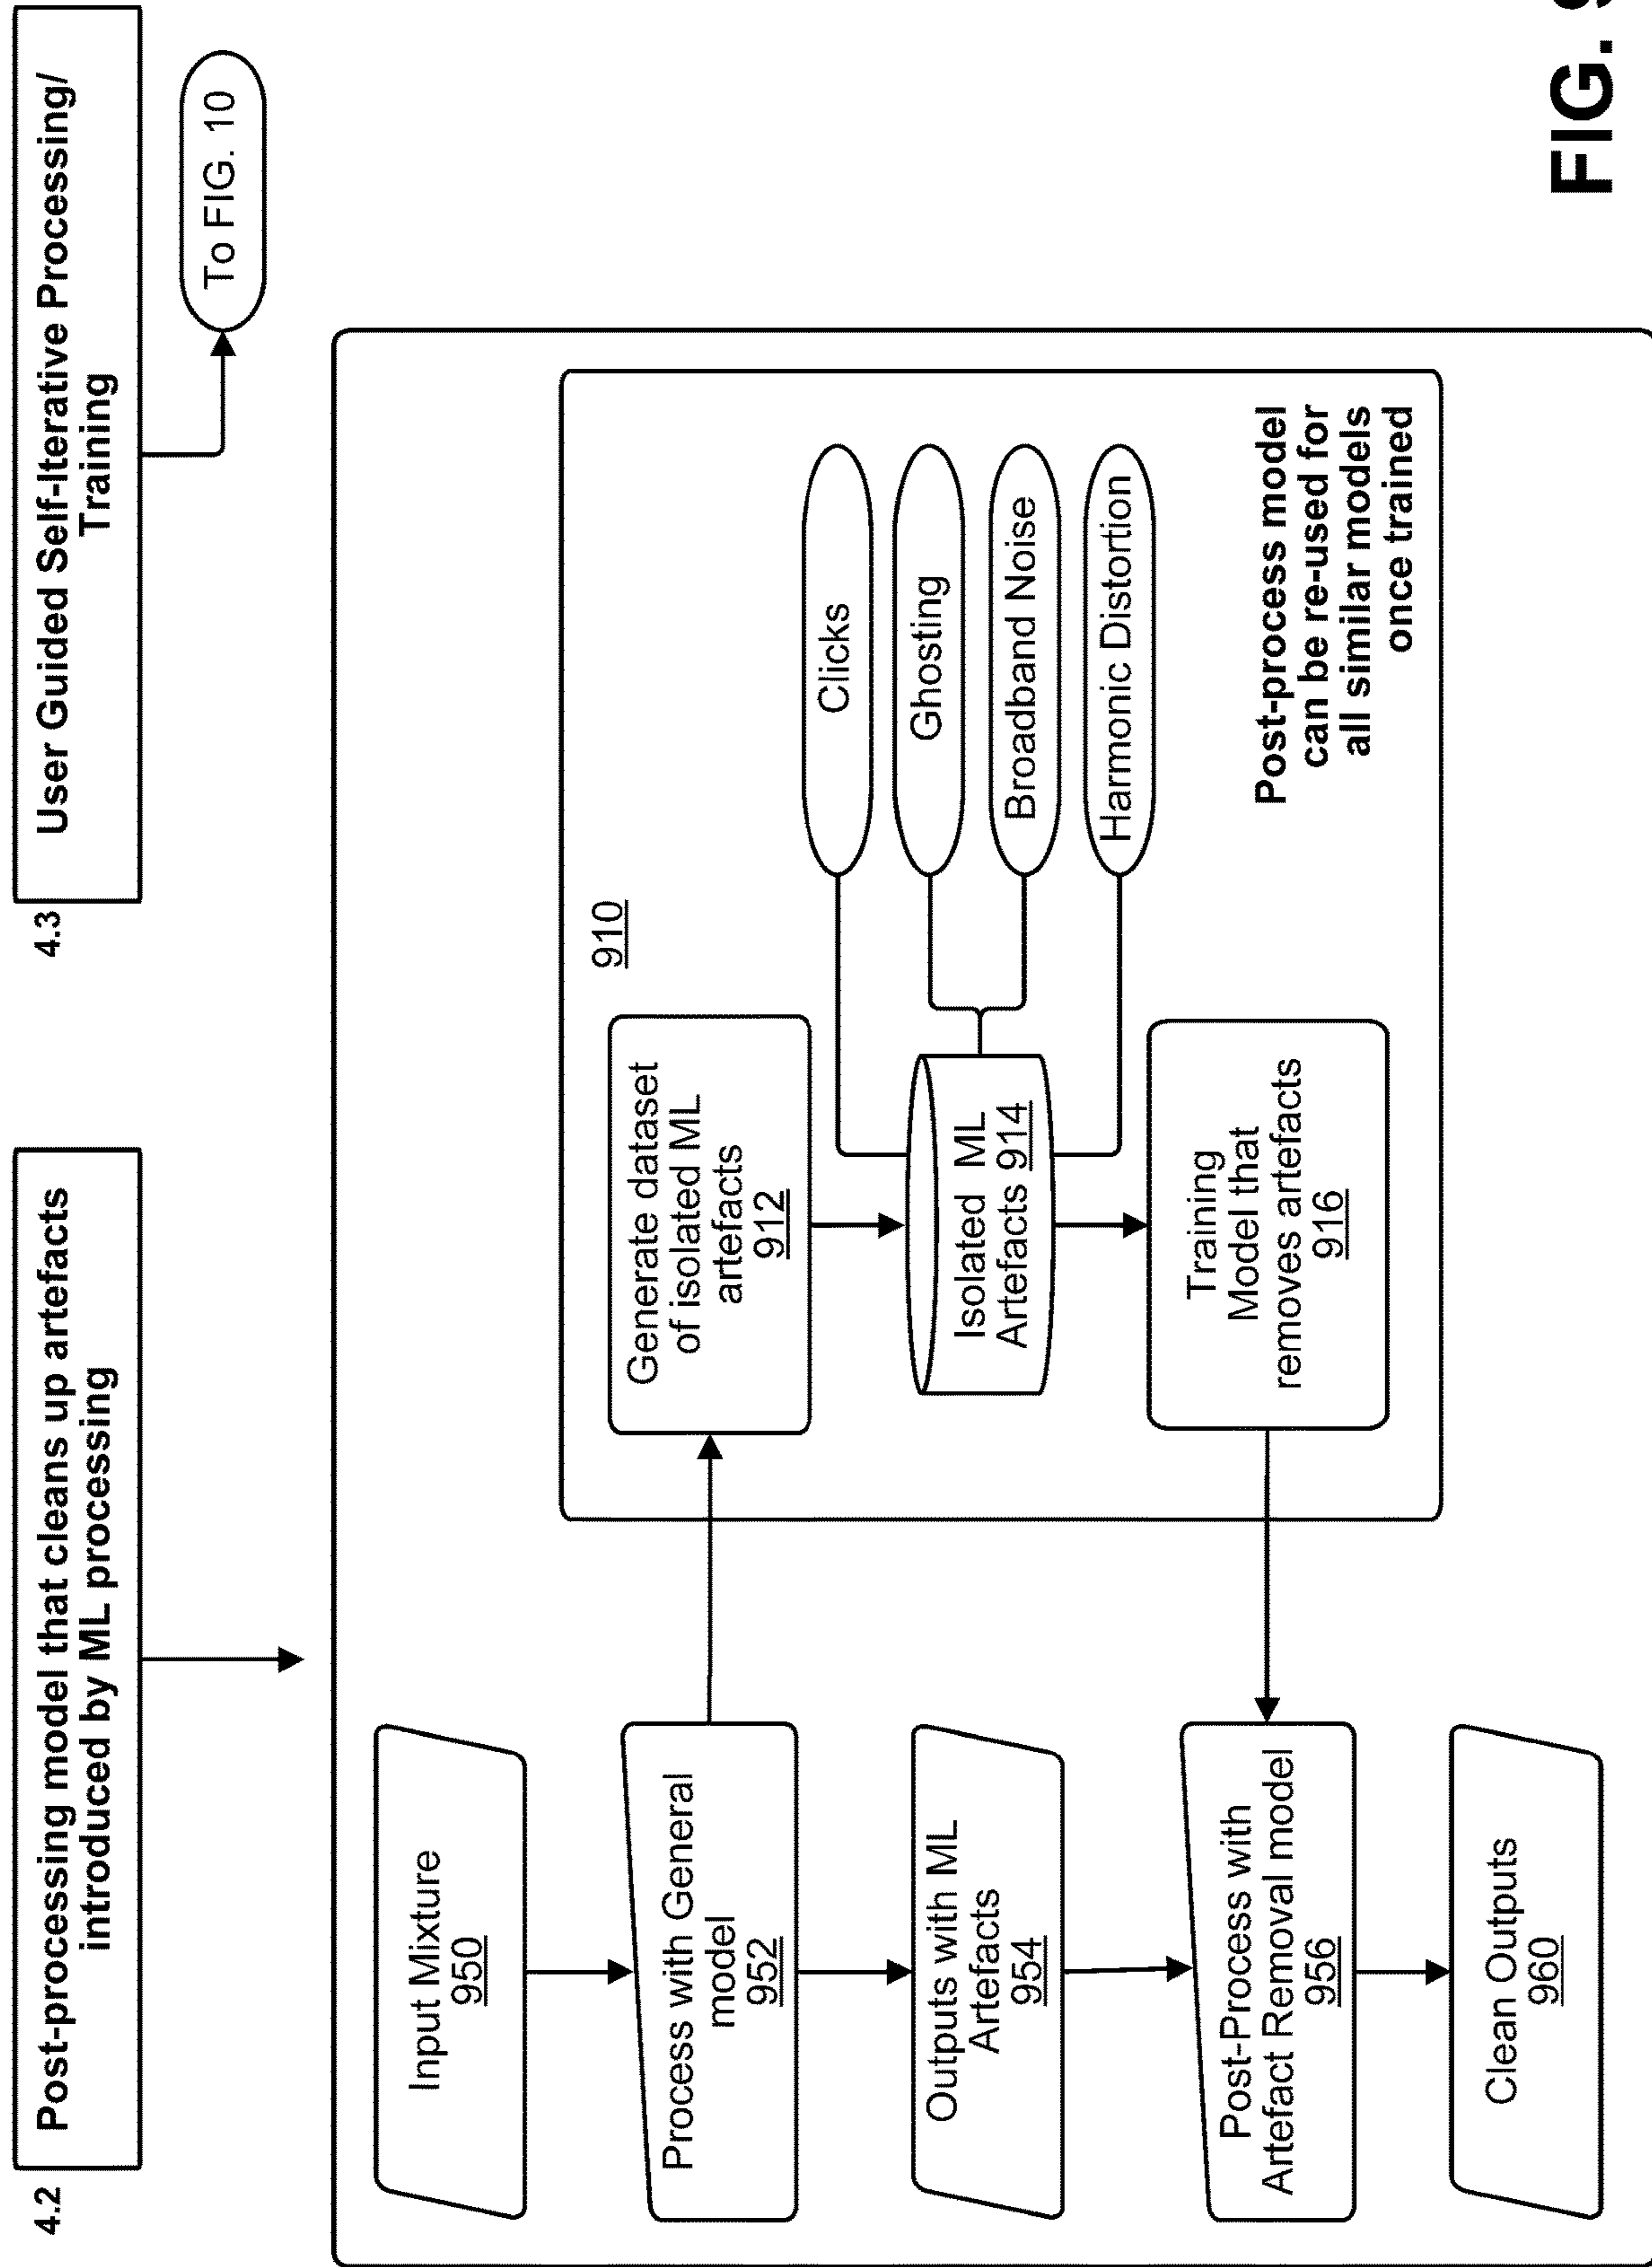 4.2 Post-processing model that cleans up artefacts
introduced by ML processing
4.3 User Guided Self-Iterative Processing/
Training
To FIG. 10
Input Mixture
950
Process with General
model
952
Outputs with ML
Artefacts
954
Post-Process with
Artefact Removal model
956
Clean Outputs
960
910
Generate dataset
of isolated ML
artefacts
912
Isolated ML
Artefacts 914
Training
Model that
removes artefacts
916
Clicks
Ghosting
Broadband Noise
Harmonic Distortion
Post-process model
can be re-used for
all similar models
once trained
FIG.